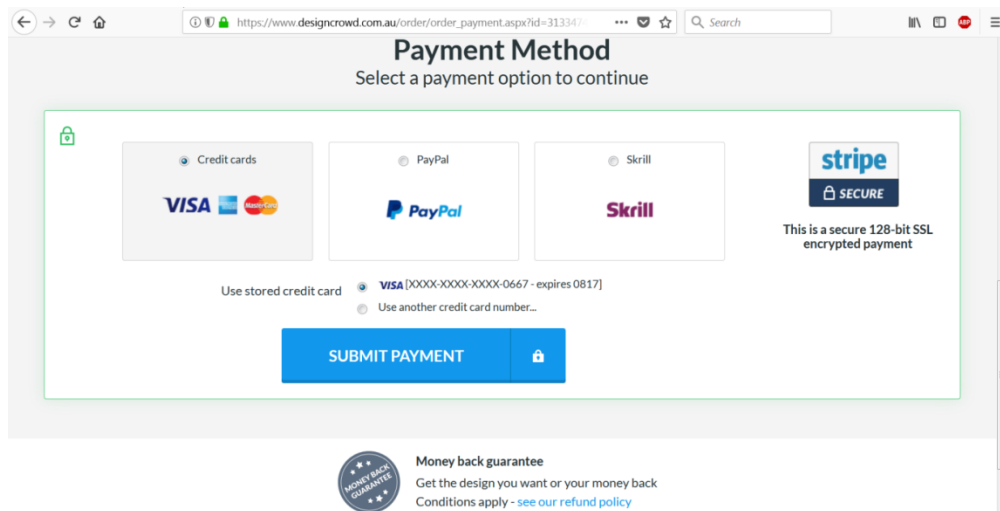 https://www.designcrowd.com.au/order/order_payment.aspx?id=313347
Search
ABP
Payment Method
Select a payment option to continue
Credit cards
PayPal
Skrill
VISA
MasterCard
PayPal
Skrill
stripe
SECURE
This is a secure 128-bit SSL
encrypted payment
Use stored credit card
VISA [XXXX-XXXX-XXXX-0667 - expires 0817]
Use another credit card number...
SUBMIT PAYMENT
MONEY BACK
GUARANTEE
Money back guarantee
Get the design you want or your money back
Conditions apply - see our refund policy